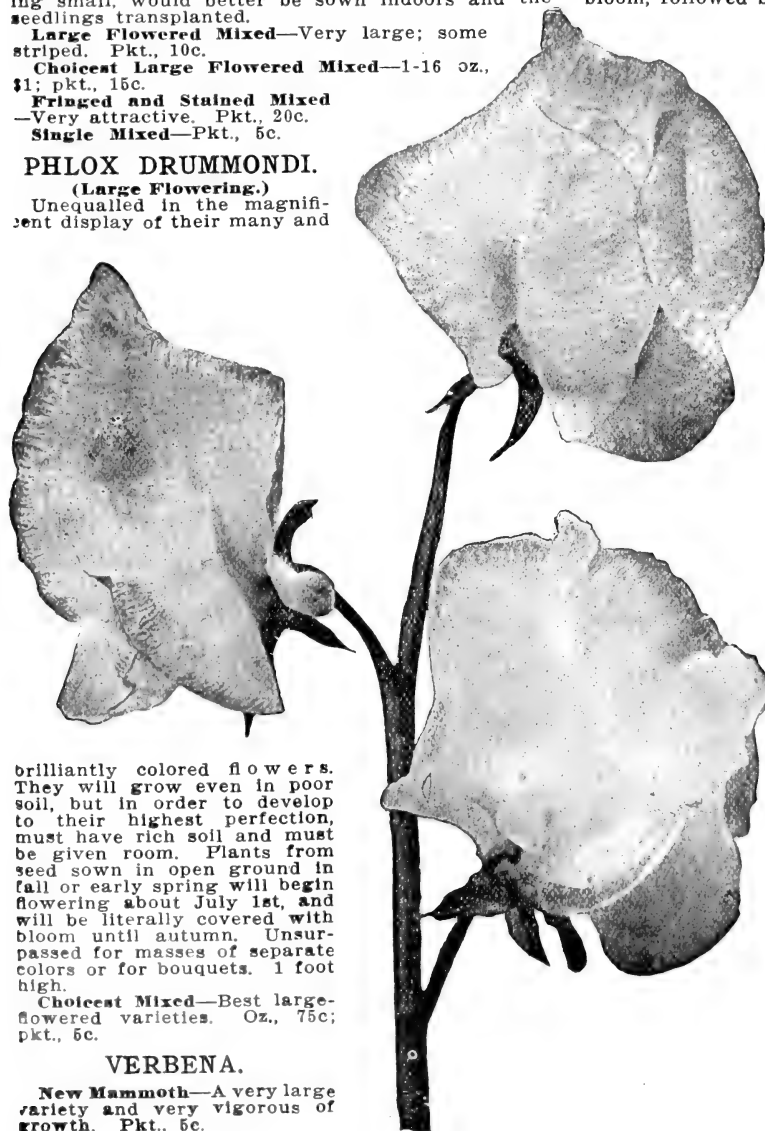 ing small, would better be sown indoors and the bloom, followed b
seedlings transplanted.
Large Flowered Mixed—Very large; some
striped. Pkt., 10c.
Choicest Large Flowered Mixed—1-16 oz.,
$1; pkt., 15c.
Fringed and Stained Mixed
—Very attractive. Pkt., 20c.
Single Mixed—Pkt., 5c.
PHLOX DRUMMONDI.
(Large Flowering.)
Unequalled in the magnifi-
cent display of their many and
brilliantly colored flowers.
They will grow even in poor
soil, but in order to develop
to their highest perfection,
must have rich soil and must
be given room. Plants from
seed sown in open ground in
fall or early spring will begin
flowering about July 1st, and
will be literally covered with
bloom until autumn. Unsur-
passed for masses of separate
colors or for bouquets. 1 foot
high.
Choicest Mixed—Best large-
flowered varieties. Oz., 75c;
pkt., 5c.
VERBENA.
New Mammoth—A very large
variety and very vigorous of
growth. Pkt., 5c.